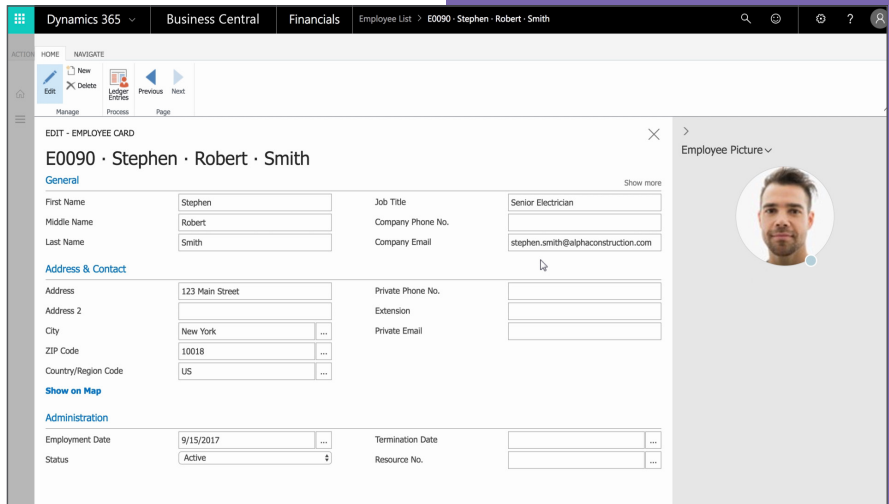 Dynamics 365 Business Central Financials Employee List > E0090 · Stephen · Robert · Smith ?
ACTION HOME NAVIGATE
New
Edit Delete Ledger Entries Previous Next
Manage Process Page
EDIT - EMPLOYEE CARD
E0090 · Stephen · Robert · Smith
General Show more
First Name Stephen Job Title Senior Electrician
Middle Name Robert Company Phone No.
Last Name Smith Company Email stephen.smith@alphaconstruction.com
Address & Contact
Address 123 Main Street Private Phone No.
Address 2 Extension
City New York ... Private Email
ZIP Code 10018 ...
Country/Region Code US ...
Show on Map
Administration
Employment Date 9/15/2017 ... Termination Date ...
Status Active Resource No. ...
Employee Picture